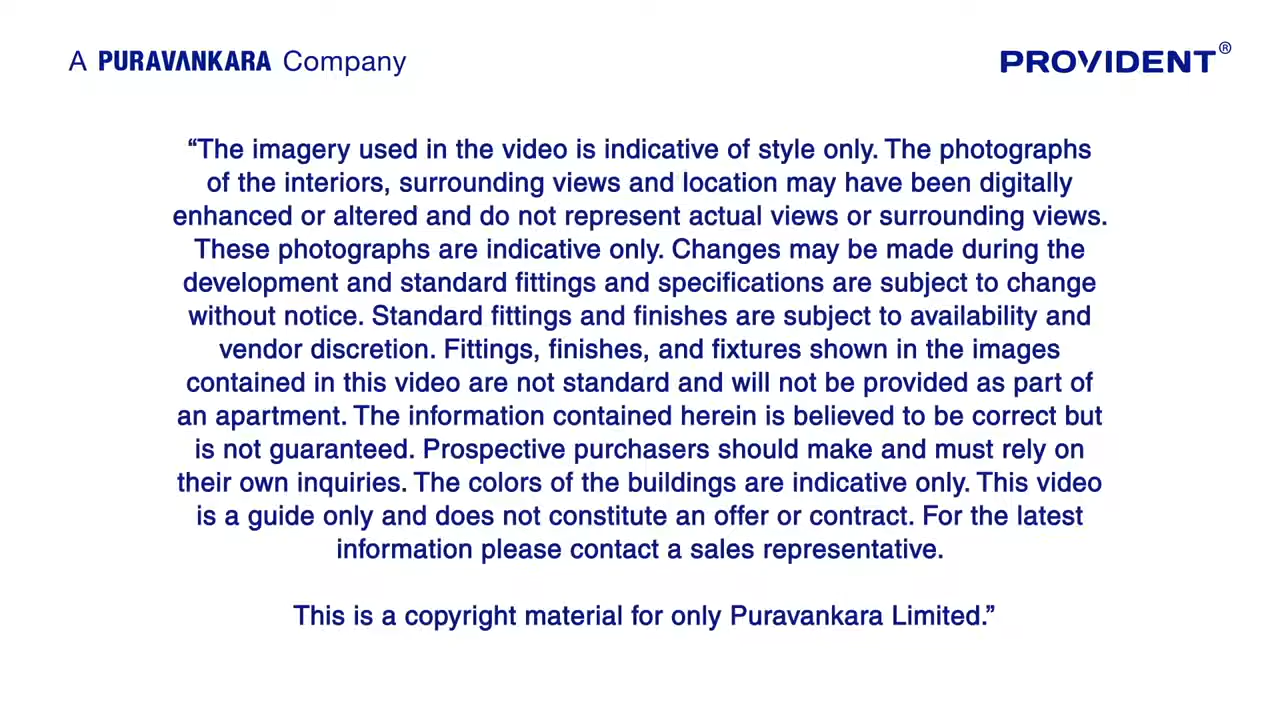 A PURAVANKARA Company
PROVIDENT®
“The imagery used in the video is indicative of style only. The photographs
of the interiors, surrounding views and location may have been digitally
enhanced or altered and do not represent actual views or surrounding views.
These photographs are indicative only. Changes may be made during the
development and standard fittings and specifications are subject to change
without notice. Standard fittings and finishes are subject to availability and
vendor discretion. Fittings, finishes, and fixtures shown in the images
contained in this video are not standard and will not be provided as part of
an apartment. The information contained herein is believed to be correct but
is not guaranteed. Prospective purchasers should make and must rely on
their own inquiries. The colors of the buildings are indicative only. This video
is a guide only and does not constitute an offer or contract. For the latest
information please contact a sales representative.
This is a copyright material for only Puravankara Limited.”